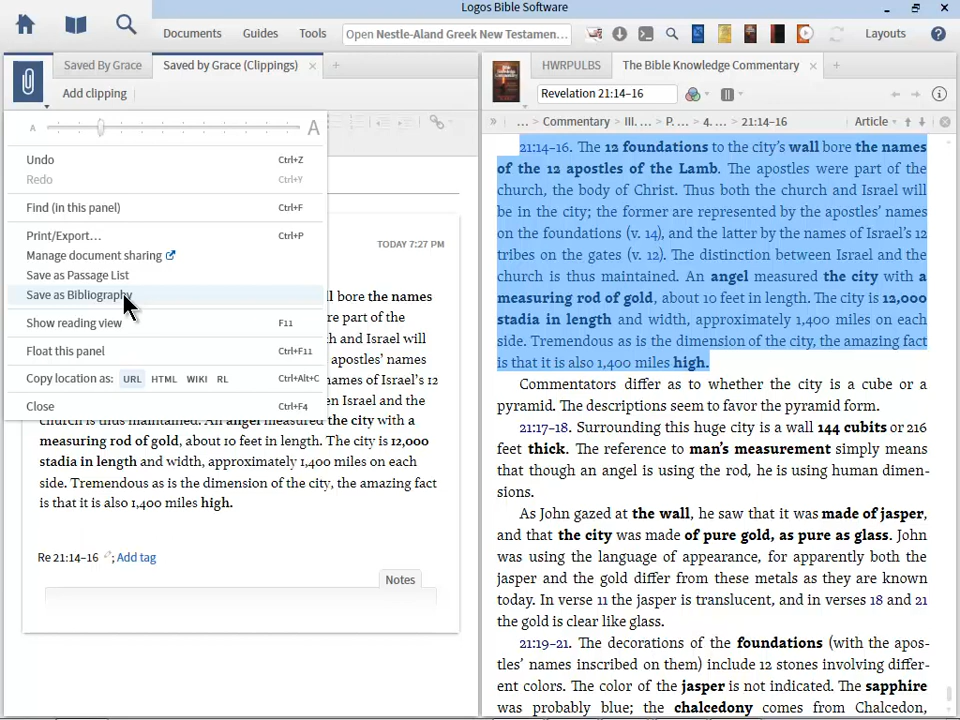 Logos Bible Software
Documents
Guides
Tools
Open Nestle-Aland Greek New Testamen...
Layouts
Saved By Grace
Saved by Grace (Clippings)
Add clipping
A
A
Undo Ctrl+Z
Redo Ctrl+Y
Find (in this panel) Ctrl+F
Print/Export... Ctrl+P
Manage document sharing
Save as Passage List
Save as Bibliography
Show reading view F11
Float this panel Ctrl+F11
Copy location as: URL HTML WIKI RL Ctrl+Alt+C
Close Ctrl+F4
TODAY 7:27 PM
ll bore the names
re part of the
h and Israel will
apostles' names
names of Israel's 12
en Israel and the
church is thus maintained. An angel measured the city with a
measuring rod of gold, about 10 feet in length. The city is 12,000
stadia in length and width, approximately 1,400 miles on each
side. Tremendous as is the dimension of the city, the amazing fact
is that it is also 1,400 miles high.
Re 21:14–16 ; Add tag
Notes
HWRPULBS
The Bible Knowledge Commentary
Revelation 21:14–16
» ... > Commentary > III. ... > P. ... > 4. ... > 21:14–16
Article
21:14–16. The 12 foundations to the city's wall bore the names
of the 12 apostles of the Lamb. The apostles were part of the
church, the body of Christ. Thus both the church and Israel will
be in the city; the former are represented by the apostles' names
on the foundations (v. 14), and the latter by the names of Israel's 12
tribes on the gates (v. 12). The distinction between Israel and the
church is thus maintained. An angel measured the city with a
measuring rod of gold, about 10 feet in length. The city is 12,000
stadia in length and width, approximately 1,400 miles on each
side. Tremendous as is the dimension of the city, the amazing fact
is that it is also 1,400 miles high.
Commentators differ as to whether the city is a cube or a
pyramid. The descriptions seem to favor the pyramid form.
21:17–18. Surrounding this huge city is a wall 144 cubits or 216
feet thick. The reference to man's measurement simply means
that though an angel is using the rod, he is using human dimen-
sions.
As John gazed at the wall, he saw that it was made of jasper,
and that the city was made of pure gold, as pure as glass. John
was using the language of appearance, for apparently both the
jasper and the gold differ from these metals as they are known
today. In verse 11 the jasper is translucent, and in verses 18 and 21
the gold is clear like glass.
21:19–21. The decorations of the foundations (with the apos-
tles' names inscribed on them) include 12 stones involving differ-
ent colors. The color of the jasper is not indicated. The sapphire
was probably blue; the chalcedony comes from Chalcedon,